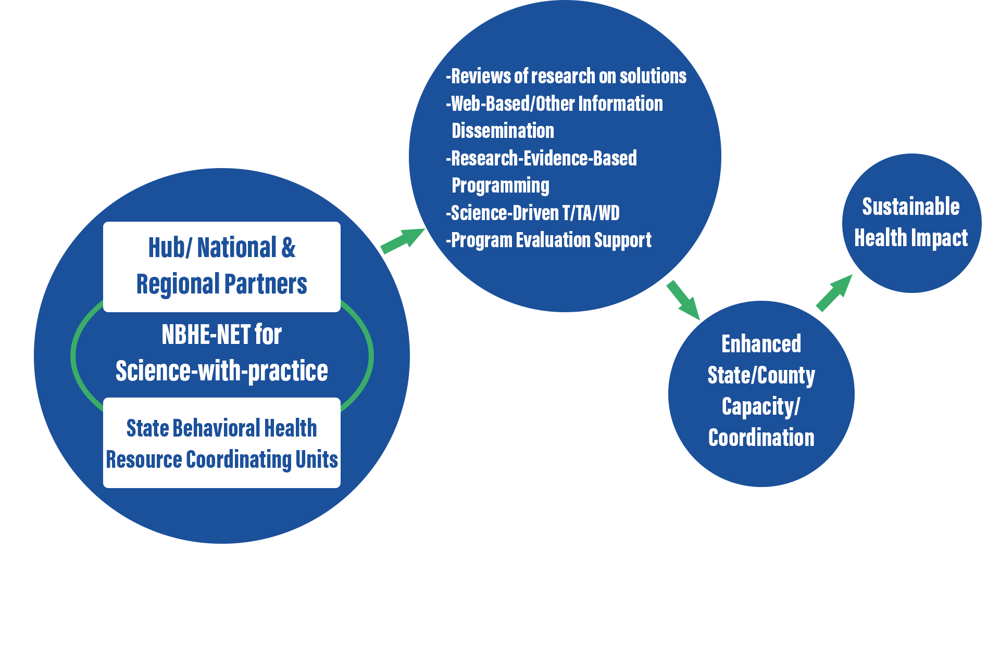 Hub/ National &
Regional Partners
NBHE-NET for
Science-with-practice
State Behavioral Health
Resource Coordinating Units
-Reviews of research on solutions
-Web-Based/Other Information
Dissemination
-Research-Evidence-Based
Programming
-Science-Driven T/TA/WD
-Program Evaluation Support
Enhanced
State/County
Capacity/
Coordination
Sustainable
Health Impact